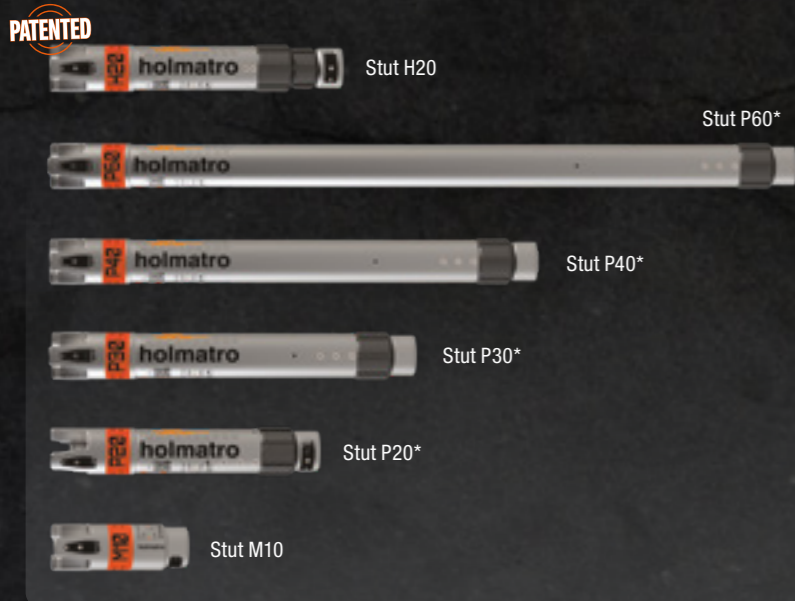 PATENTED
H20 holmatro
Stut H20
Stut P60*
P60 holmatro
P40 holmatro
Stut P40*
P30 holmatro
Stut P30*
P20 holmatro
Stut P20*
M10 holmatro
Stut M10